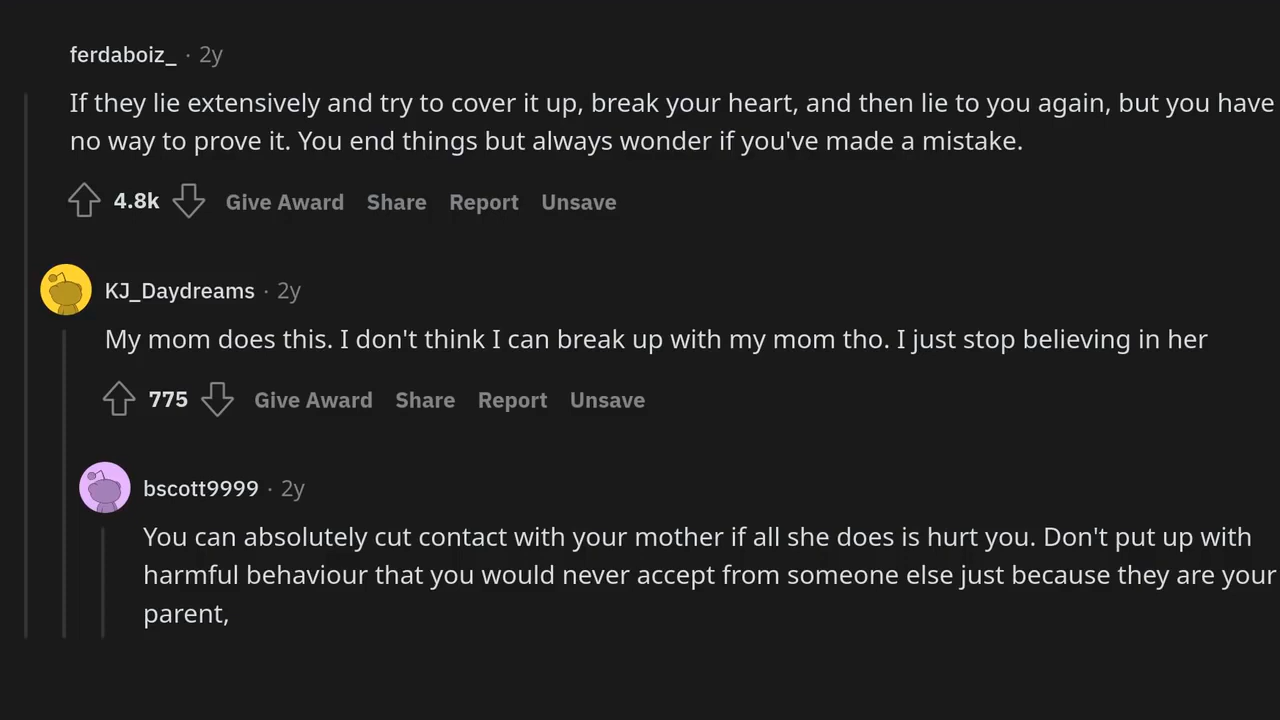 ferdaboiz_ · 2y
If they lie extensively and try to cover it up, break your heart, and then lie to you again, but you have
no way to prove it. You end things but always wonder if you've made a mistake.
4.8k Give Award Share Report Unsave
KJ_Daydreams · 2y
My mom does this. I don't think I can break up with my mom tho. I just stop believing in her
775 Give Award Share Report Unsave
bscott9999 · 2y
You can absolutely cut contact with your mother if all she does is hurt you. Don't put up with
harmful behaviour that you would never accept from someone else just because they are your
parent,